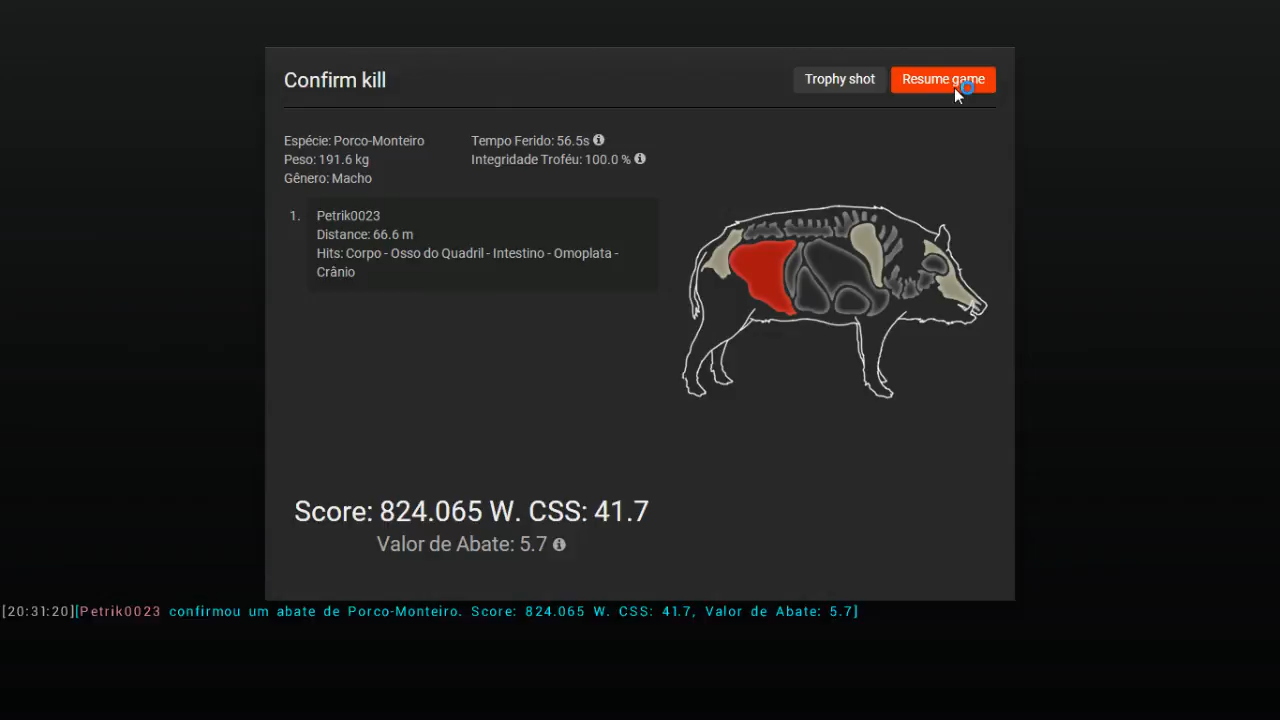 Confirm kill
Trophy shot
Resume game
Espécie: Porco-Monteiro
Peso: 191.6 kg
Gênero: Macho
Tempo Ferido: 56.5s
Integridade Troféu: 100.0 %
1.
Petrik0023
Distance: 66.6 m
Hits: Corpo - Osso do Quadril - Intestino - Omoplata -
Crânio
Score: 824.065 W. CSS: 41.7
Valor de Abate: 5.7
[20:31:20][Petrik0023 confirmou um abate de Porco-Monteiro. Score: 824.065 W. CSS: 41.7, Valor de Abate: 5.7]